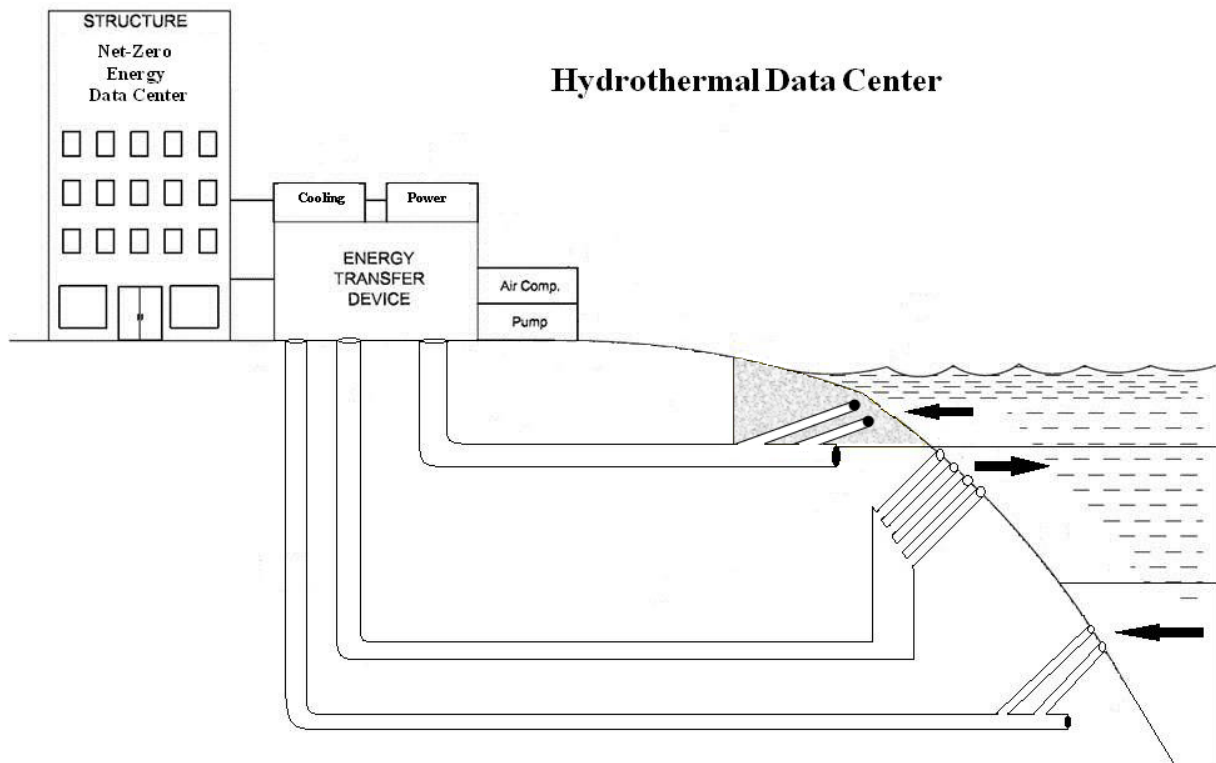 STRUCTURE
Net-Zero
Energy
Data Center
Hydrothermal Data Center
Cooling
Power
ENERGY
TRANSFER
DEVICE
Air Comp.
Pump